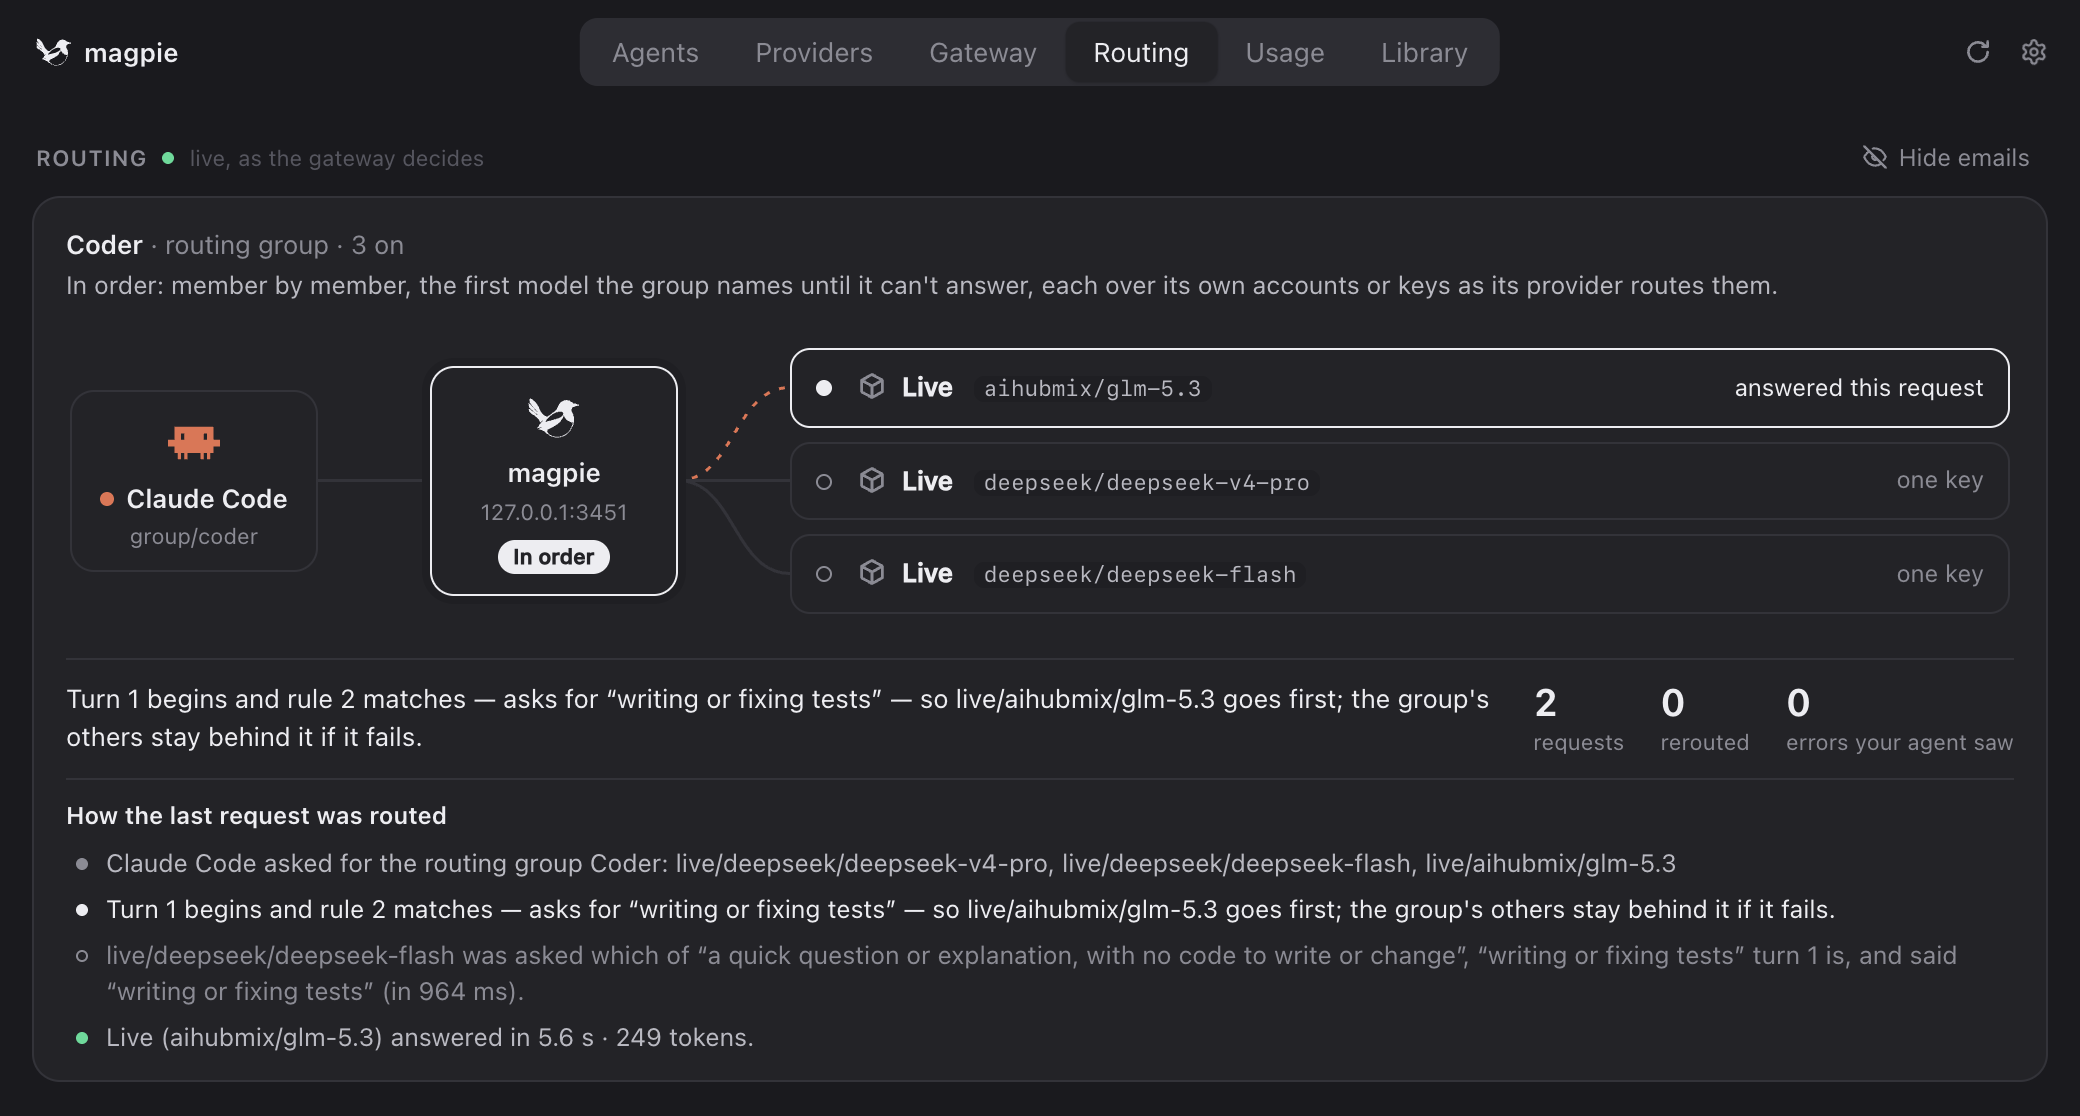 magpie
Agents
Providers
Gateway
Routing
Usage
Library
ROUTING
live, as the gateway decides
Hide emails
Coder · routing group · 3 on
In order: member by member, the first model the group names until it can't answer, each over its own accounts or keys as its provider routes them.
Claude Code
group/coder
magpie
127.0.0.1:3451
In order
Live aihubmix/glm-5.3 answered this request
Live deepseek/deepseek-v4-pro one key
Live deepseek/deepseek-flash one key
Turn 1 begins and rule 2 matches — asks for “writing or fixing tests” — so live/aihubmix/glm-5.3 goes first; the group's
others stay behind it if it fails.
2
requests
0
rerouted
0
errors your agent saw
How the last request was routed
Claude Code asked for the routing group Coder: live/deepseek/deepseek-v4-pro, live/deepseek/deepseek-flash, live/aihubmix/glm-5.3
Turn 1 begins and rule 2 matches — asks for “writing or fixing tests” — so live/aihubmix/glm-5.3 goes first; the group's others stay behind it if it fails.
live/deepseek/deepseek-flash was asked which of “a quick question or explanation, with no code to write or change”, “writing or fixing tests” turn 1 is, and said
“writing or fixing tests” (in 964 ms).
Live (aihubmix/glm-5.3) answered in 5.6 s · 249 tokens.